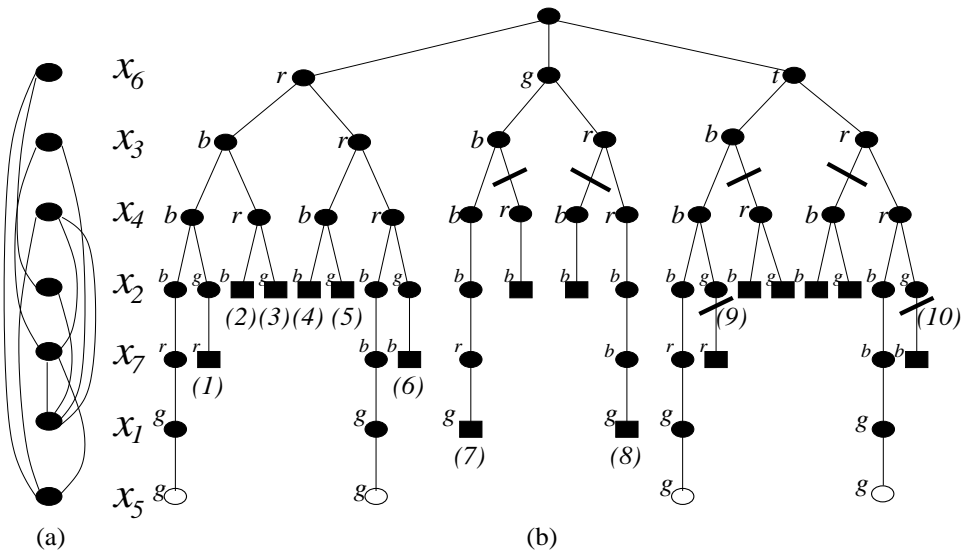 x6 r g t
x3 b r b r b r
x4 b r b r b r b r b r b r
x2 b g b g b g b g b b b b b g b g b g b g
(2) (3) (4) (5) (9) (10)
x7 r r b b r b r r b b
(1) (6)
x1 g g g g g g
(7) (8)
x5 g g g g
(a) (b)